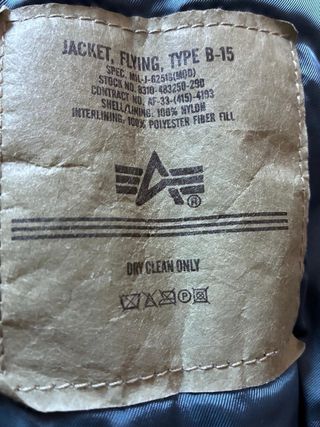 JACKET, FLYING, TYPE B-15
SPEC. MIL-J-6251S(MOD)
STOCK NO. 8310-483250-290
CONTRACT NO. AF-33-(415)-4193
SHELL/LINING: 100% NYLON
INTERLINING: 100% POLYESTER FIBER FILL
A
®
DRY CLEAN ONLY
P